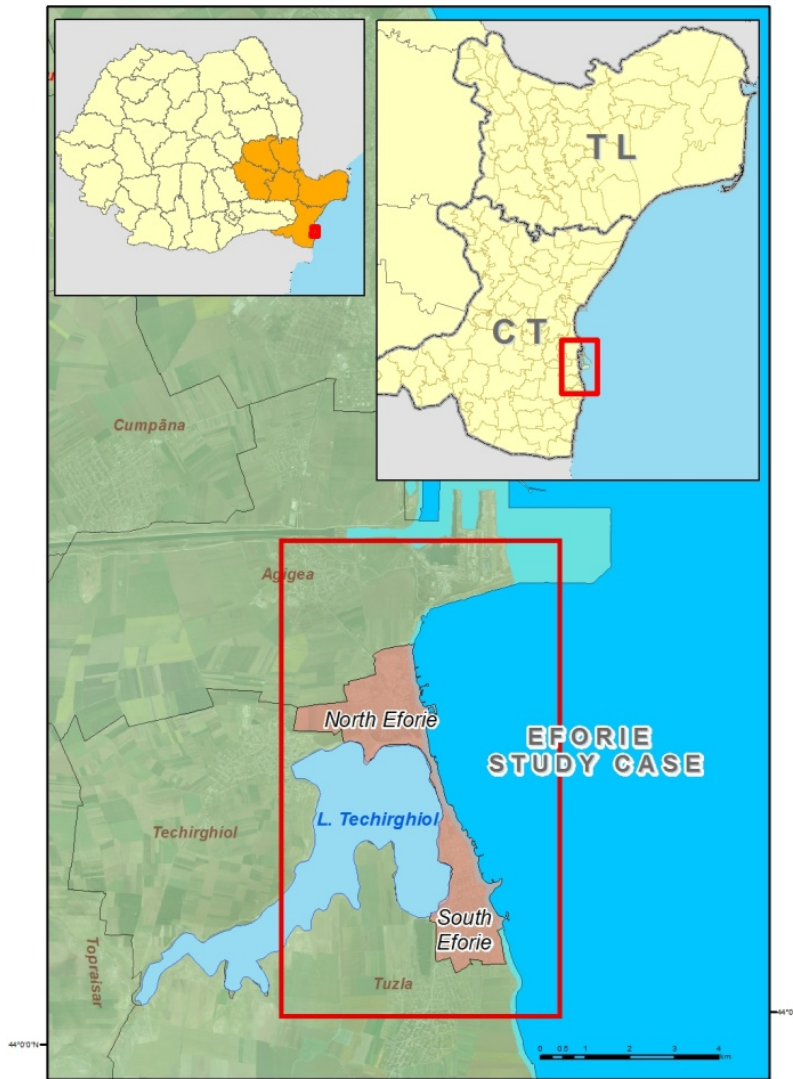 TL
CT
Cumpăna
Agigea
North Eforie
EFORIE
STUDY CASE
L. Techirghiol
Techirghiol
South
Eforie
Topraisar
Tuzla
44°0'0"N
44°0
0 0.5 1 2 3 4
km